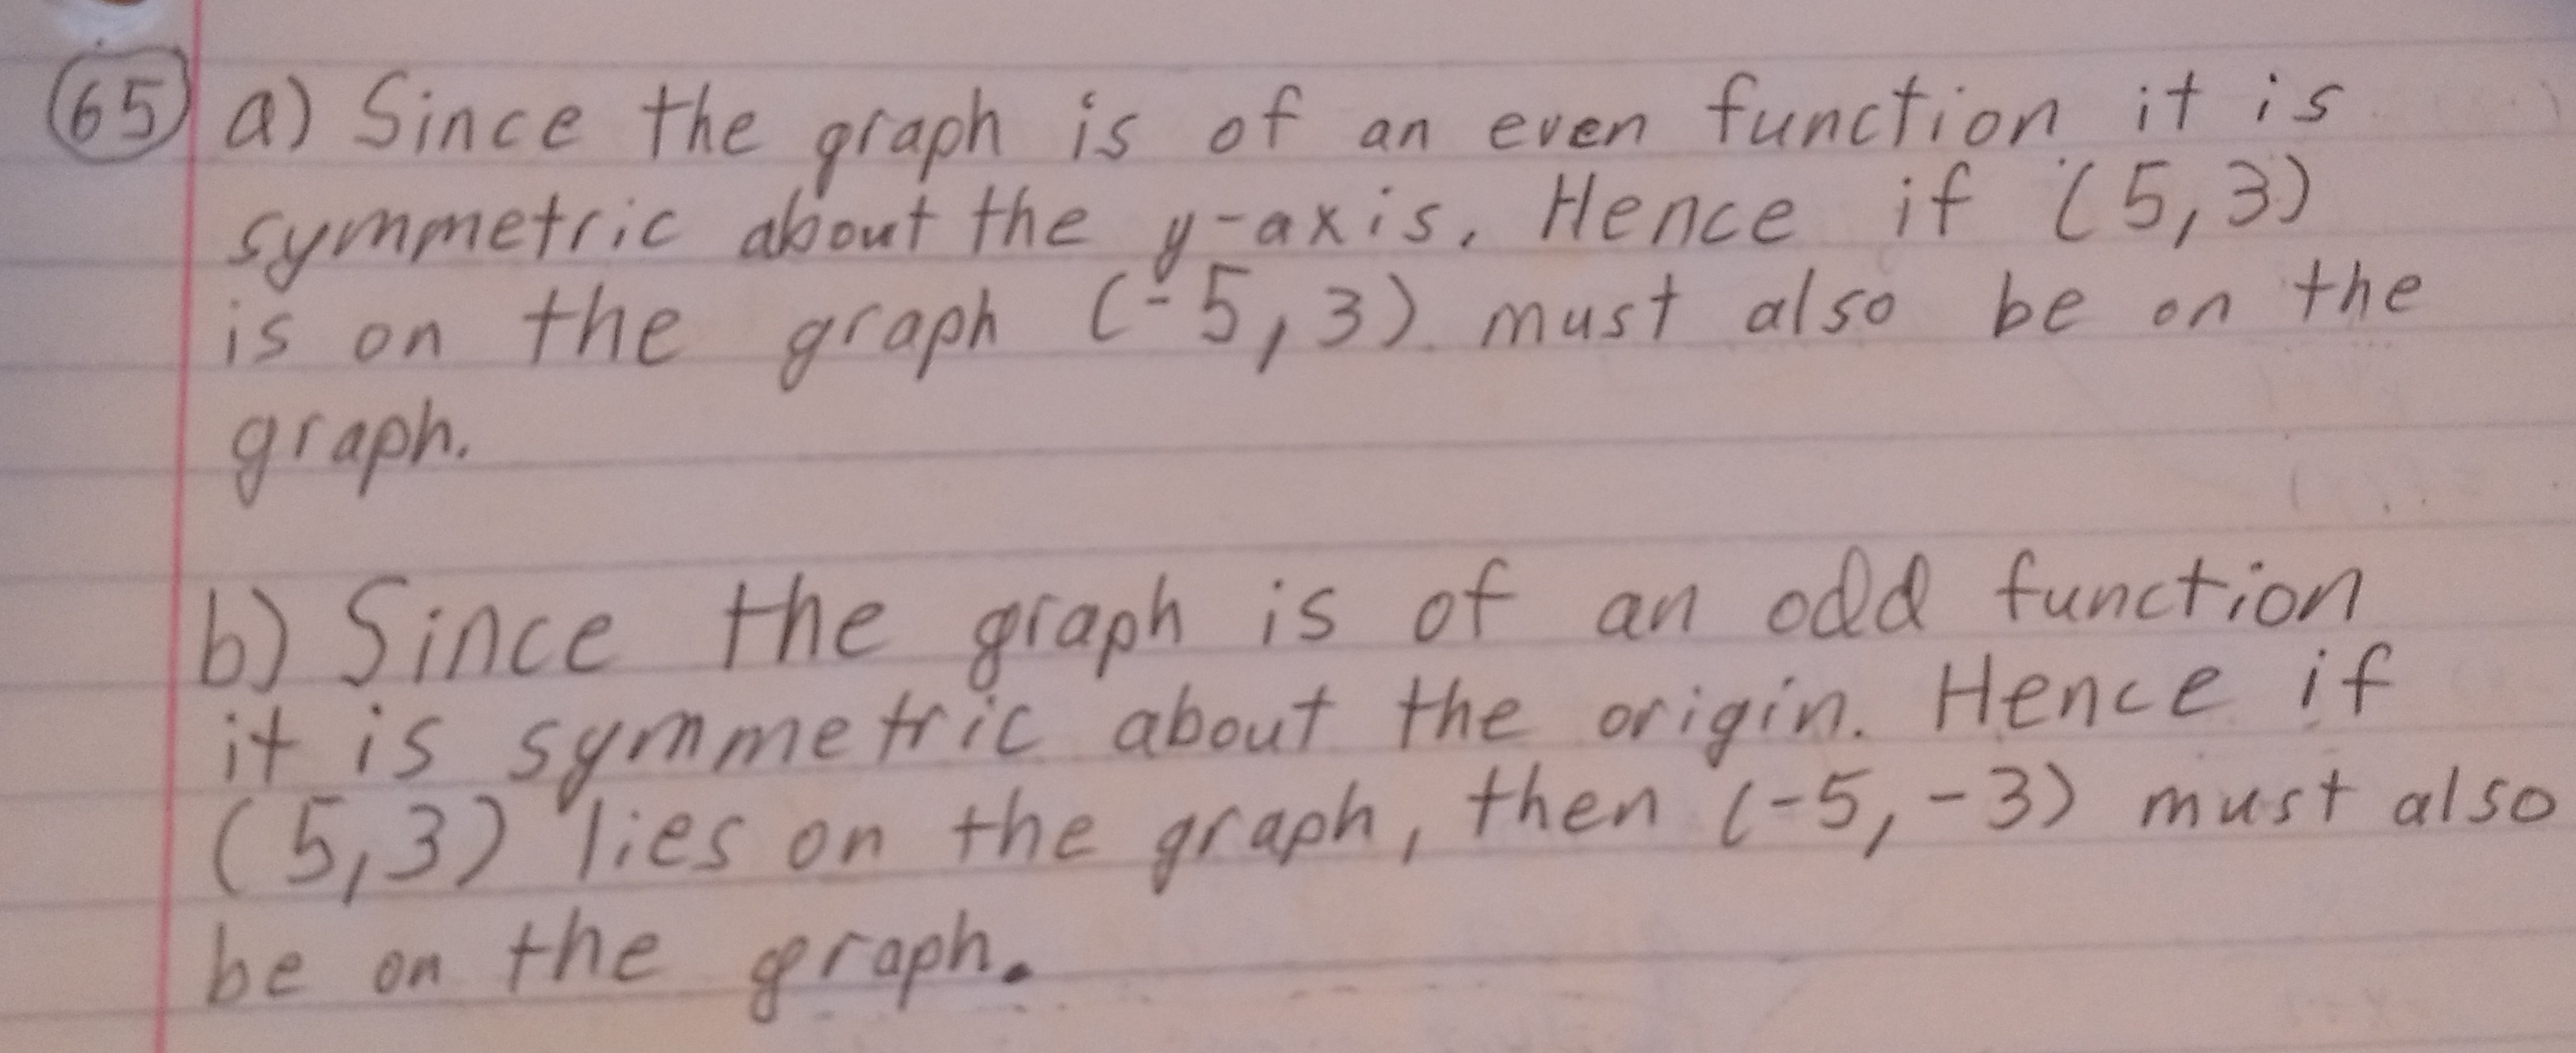 65 a) Since the graph is of an even function it is
symmetric about the y-axis. Hence if (5,3)
is on the graph (-5,3) must also be on the
graph.
b) Since the graph is of an odd function
it is symmetric about the origin. Hence if
(5,3) lies on the graph, then (-5,-3) must also
be on the graph.